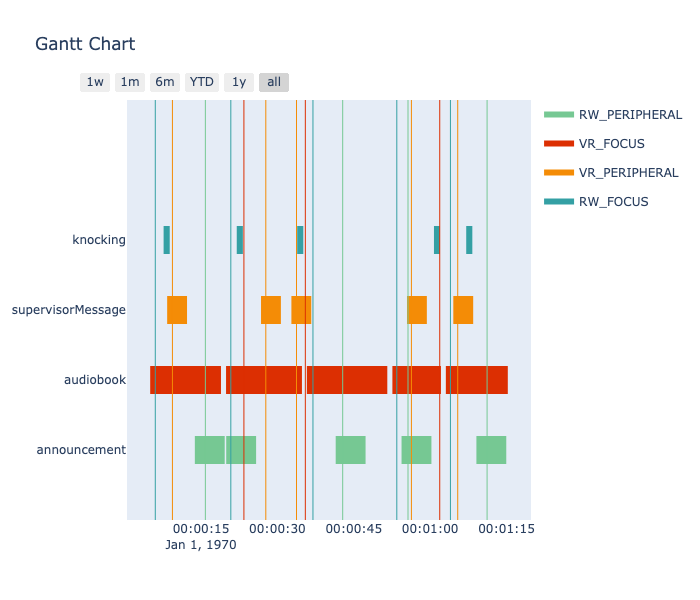 Gantt Chart
1w 1m 6m YTD 1y all
RW_PERIPHERAL
VR_FOCUS
VR_PERIPHERAL
RW_FOCUS
knocking
supervisorMessage
audiobook
announcement
00:00:15 00:00:30 00:00:45 00:01:00 00:01:15
Jan 1, 1970